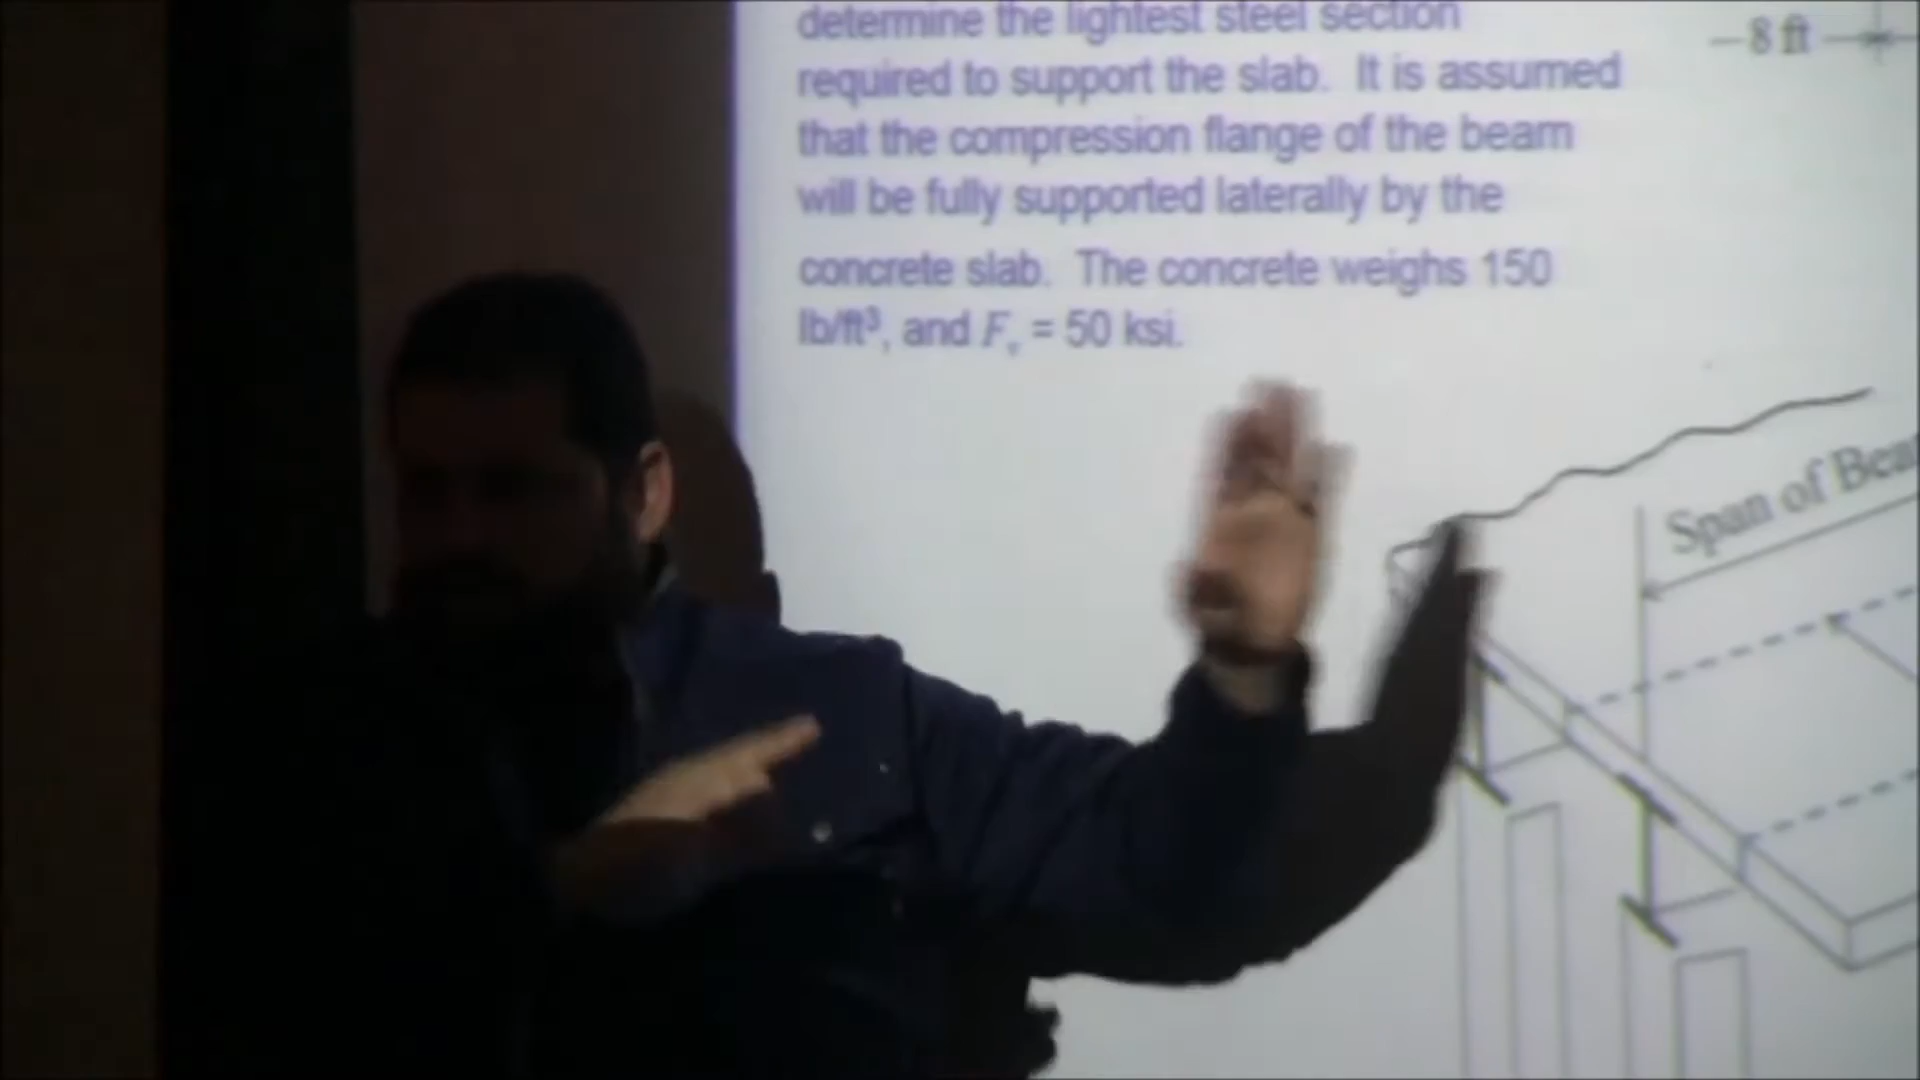 determine the lightest steel section
required to support the slab. It is assumed
that the compression flange of the beam
will be fully supported laterally by the
concrete slab. The concrete weighs 150
lb/ft³, and F = 50 ksi.
8 ft
Span of